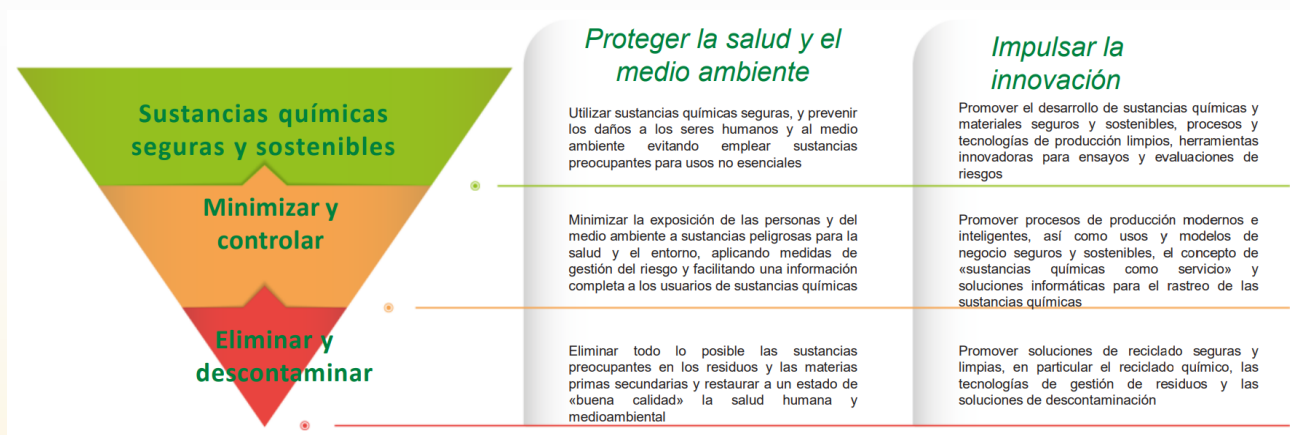 Sustancias químicas
seguras y sostenibles
Minimizar y
controlar
Eliminar y
descontaminar
Proteger la salud y el
medio ambiente
Utilizar sustancias químicas seguras, y prevenir
los daños a los seres humanos y al medio
ambiente evitando emplear sustancias
preocupantes para usos no esenciales
Minimizar la exposición de las personas y del
medio ambiente a sustancias peligrosas para la
salud y el entorno, aplicando medidas de
gestión del riesgo y facilitando una información
completa a los usuarios de sustancias químicas
Eliminar todo lo posible las sustancias
preocupantes en los residuos y las materias
primas secundarias y restaurar a un estado de
«buena calidad» la salud humana y
medioambiental
Impulsar la
innovación
Promover el desarrollo de sustancias químicas y
materiales seguros y sostenibles, procesos y
tecnologías de producción limpios, herramientas
innovadoras para ensayos y evaluaciones de
riesgos
Promover procesos de producción modernos e
inteligentes, así como usos y modelos de
negocio seguros y sostenibles, el concepto de
«sustancias químicas como servicio» y
soluciones informáticas para el rastreo de las
sustancias químicas
Promover soluciones de reciclado seguras y
limpias, en particular el reciclado químico, las
tecnologías de gestión de residuos y las
soluciones de descontaminación